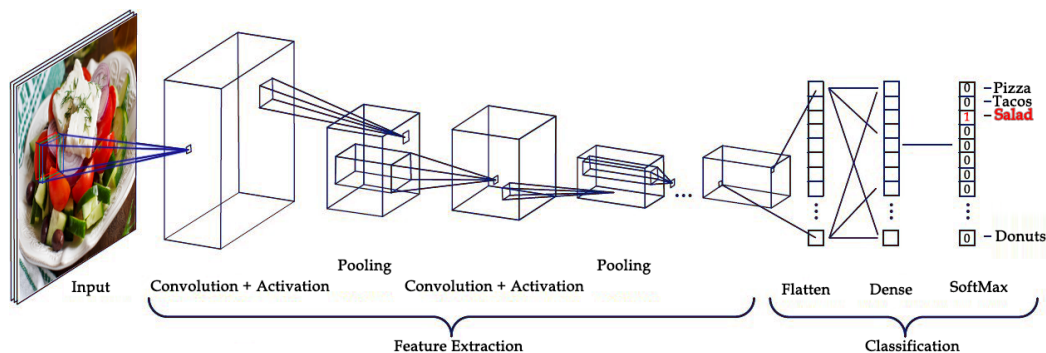 0 Pizza
0 Tacos
1 Salad
0
0
0
0
0 Donuts
Pooling
Pooling
Input
Convolution + Activation
Convolution + Activation
Flatten
Dense
SoftMax
Feature Extraction
Classification